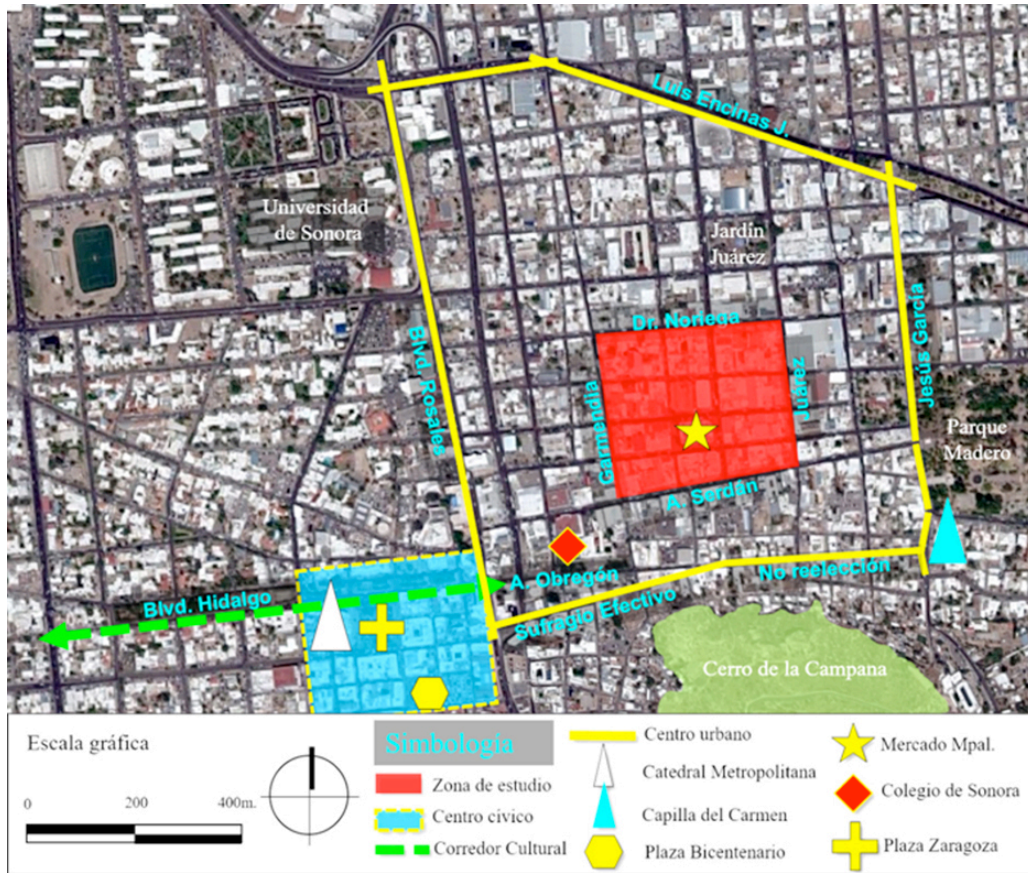 Luis Encinas J.
Universidad
de Sonora
Jardín
Juárez
Dr. Noriega
Blvd. Rosales
Garmendia
Juárez
Jesús García
Parque
Madero
A. Serdán
A. Obregón
No reelección
Blvd. Hidalgo
Sufragio Efectivo
Cerro de la Campana
Escala gráfica
0 200 400m.
Simbología
Zona de estudio
Centro cívico
Corredor Cultural
Centro urbano
Catedral Metropolitana
Capilla del Carmen
Plaza Bicentenario
Mercado Mpal.
Colegio de Sonora
Plaza Zaragoza